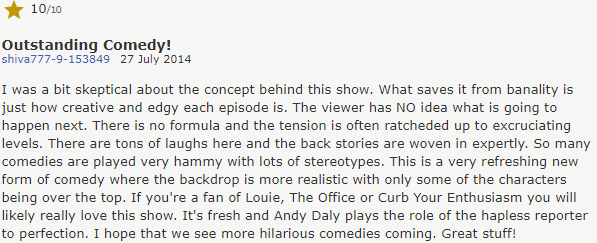 10/10
Outstanding Comedy!
shiva777-9-153849 27 July 2014
I was a bit skeptical about the concept behind this show. What saves it from banality is
just how creative and edgy each episode is. The viewer has NO idea what is going to
happen next. There is no formula and the tension is often ratcheded up to excruciating
levels. There are tons of laughs here and the back stories are woven in expertly. So many
comedies are played very hammy with lots of stereotypes. This is a very refreshing new
form of comedy where the backdrop is more realistic with only some of the characters
being over the top. If you're a fan of Louie, The Office or Curb Your Enthusiasm you will
likely really love this show. It's fresh and Andy Daly plays the role of the hapless reporter
to perfection. I hope that we see more hilarious comedies coming. Great stuff!